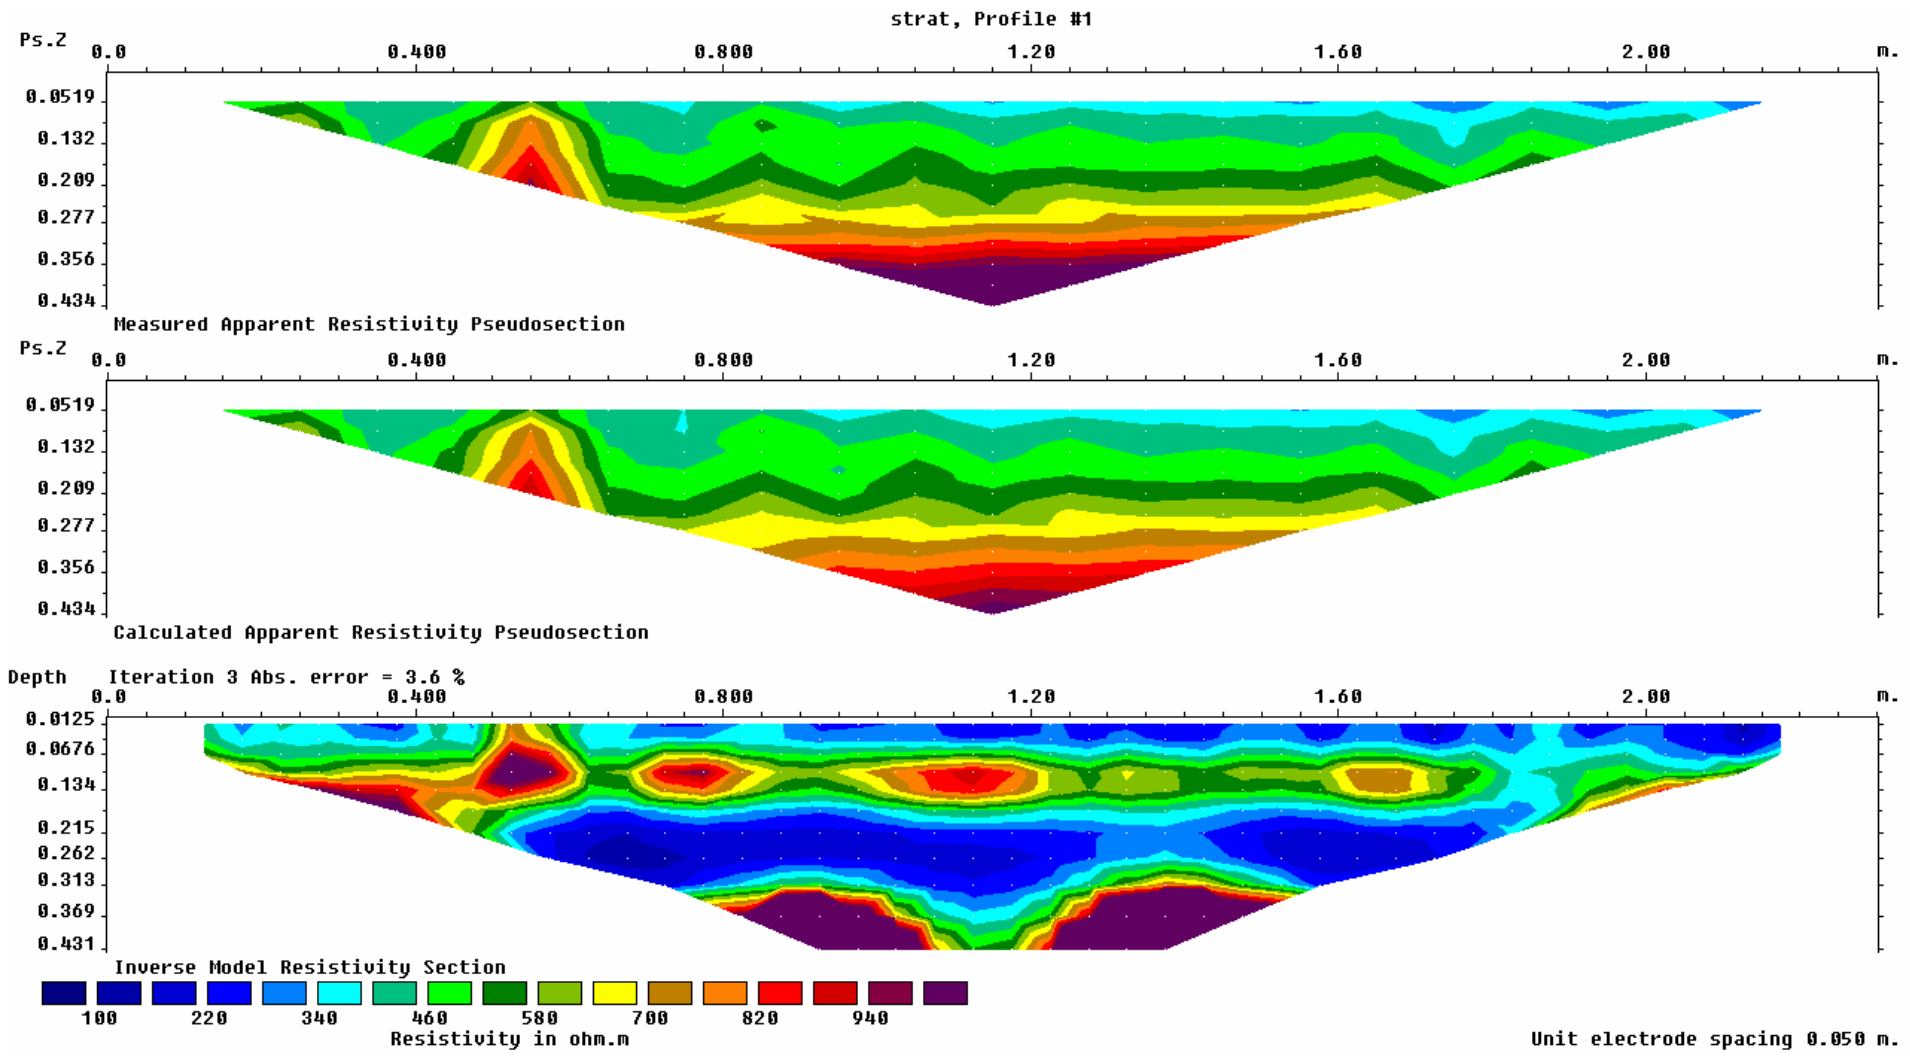 strat, Profile #1
Ps.Z 0.0 0.400 0.800 1.20 1.60 2.00 m.
0.0519
0.132
0.209
0.277
0.356
0.434
Measured Apparent Resistivity Pseudosection
Ps.Z 0.0 0.400 0.800 1.20 1.60 2.00 m.
0.0519
0.132
0.209
0.277
0.356
0.434
Calculated Apparent Resistivity Pseudosection
Depth Iteration 3 Abs. error = 3.6 %
0.0 0.400 0.800 1.20 1.60 2.00 m.
0.0125
0.0676
0.134
0.215
0.262
0.313
0.369
0.431
Inverse Model Resistivity Section
100 220 340 460 580 700 820 940
Resistivity in ohm.m Unit electrode spacing 0.050 m.